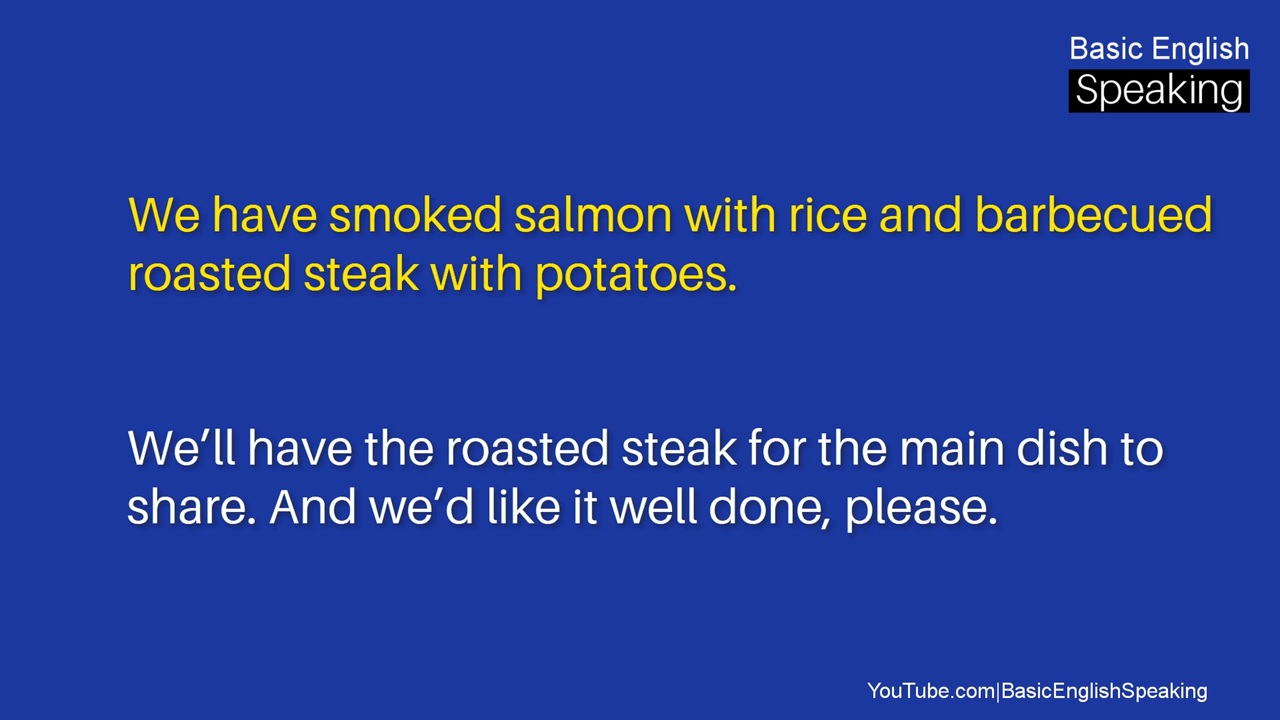 Basic English
Speaking
We have smoked salmon with rice and barbecued
roasted steak with potatoes.
We’ll have the roasted steak for the main dish to
share. And we’d like it well done, please.
YouTube.com|BasicEnglishSpeaking